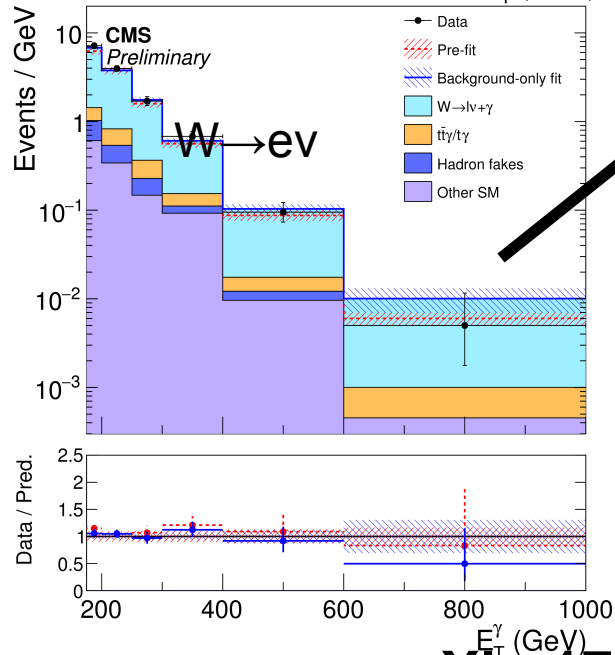 CMS
Preliminary
Data
Pre-fit
Background-only fit
W→lν+γ
tt̄γ/tγ
Hadron fakes
Other SM
W→eν
Events / GeV
10
1
10⁻¹
10⁻²
10⁻³
Data / Pred.
2.5
2
1.5
1
0.5
0
200 400 600 800 1000
E_T^γ (GeV)